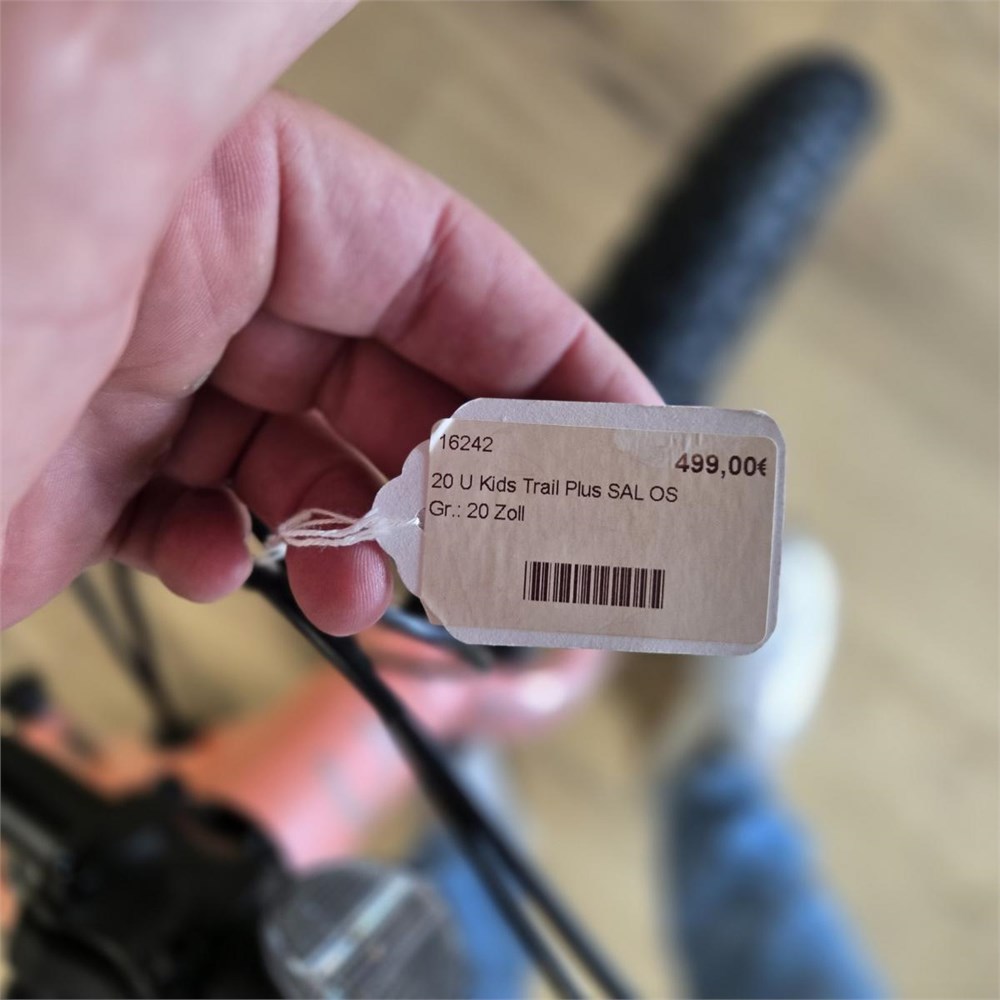 16242
499,00€
20 U Kids Trail Plus SAL OS
Gr.: 20 Zoll